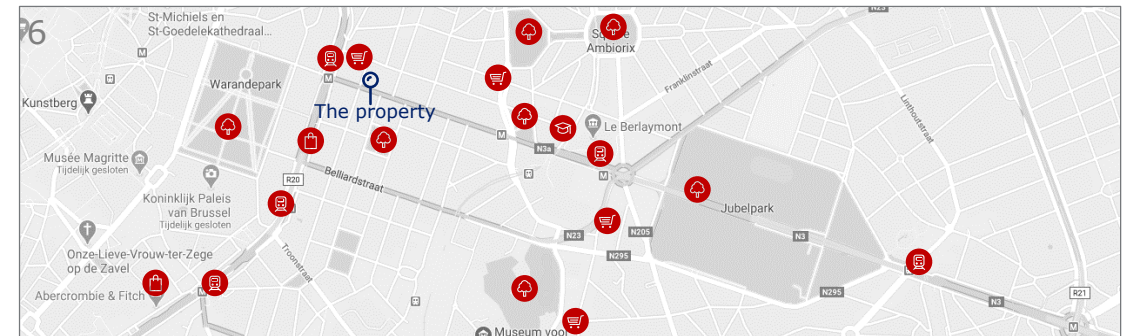 96
St-Michiels en
St-Goedelekathedraal...
M
Square
Ambiorix
N23
Warandepark
M
Franklinstraat
Kunstberg
The property
Linthoutstraat
Le Berlaymont
M
N3a
Musée Magritte
Tijdelijk gesloten
Belliardstraat
M
R20
Koninklijk Paleis
van Brussel
Tijdelijk gesloten
Jubelpark
N23
N205
N3
Onze-Lieve-Vrouw-ter-Zege
op de Zavel
Troonstraat
N295
Abercrombie & Fitch
M
N295
R21
N3
M
Museum voor